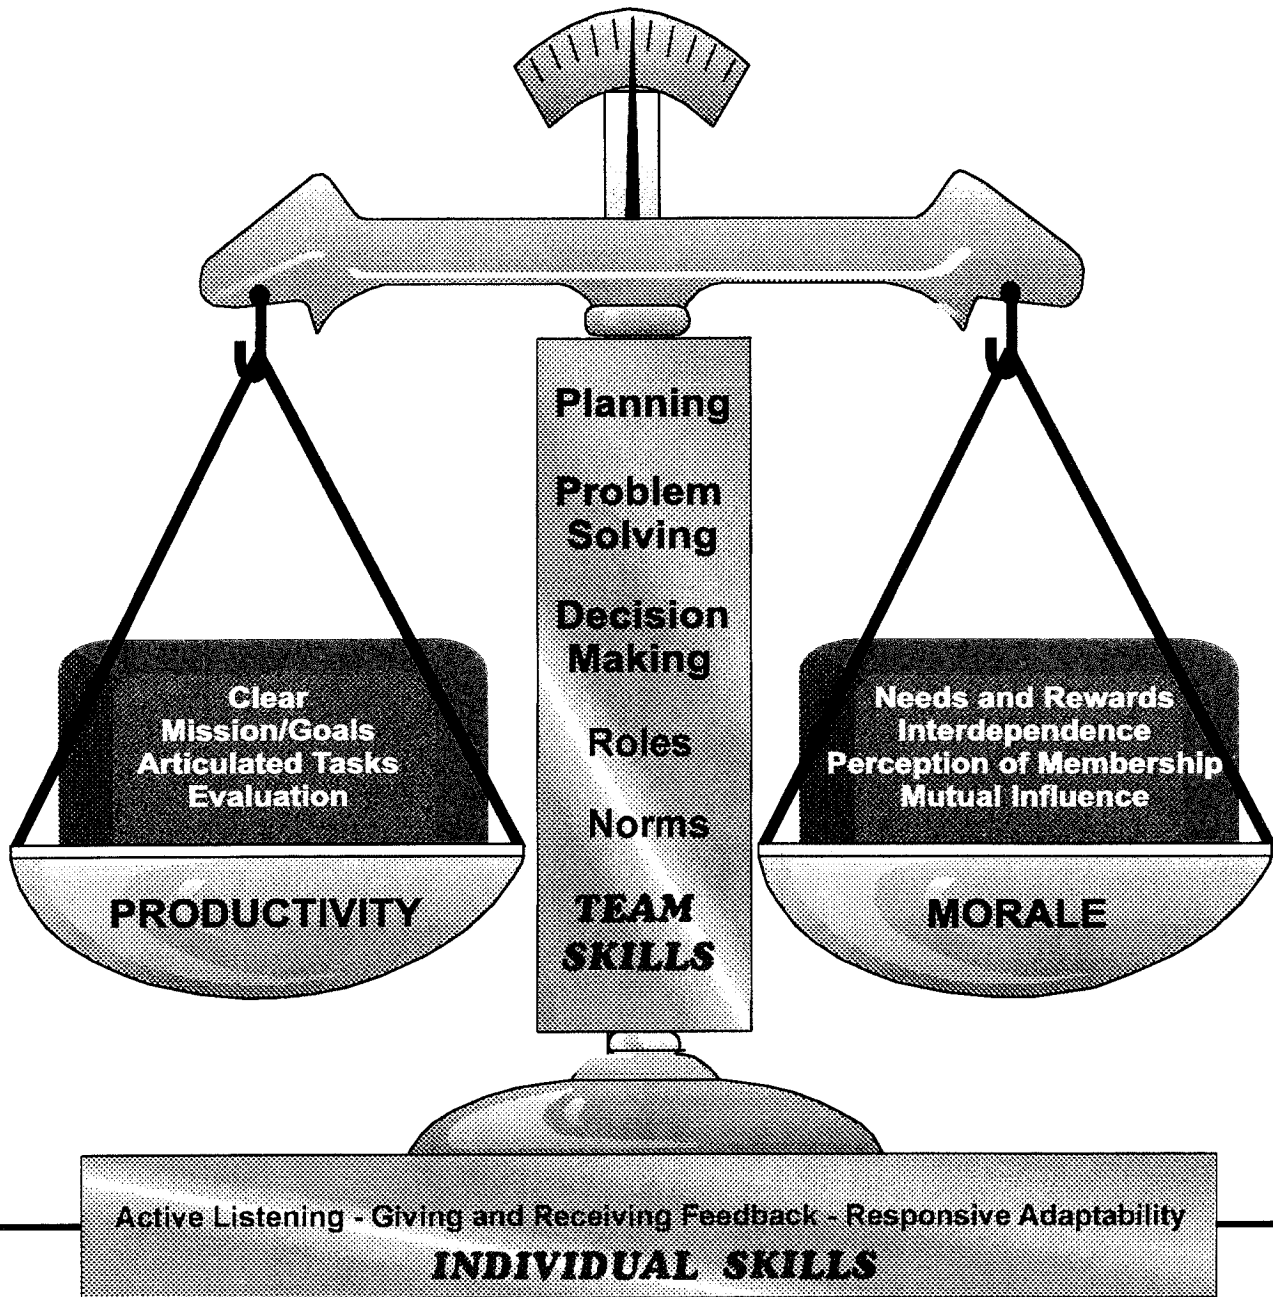 Planning
Problem
Solving
Decision
Making
Roles
Norms
TEAM
SKILLS
Clear
Mission/Goals
Articulated Tasks
Evaluation
PRODUCTIVITY
Needs and Rewards
Interdependence
Perception of Membership
Mutual Influence
MORALE
Active Listening - Giving and Receiving Feedback - Responsive Adaptability
INDIVIDUAL SKILLS